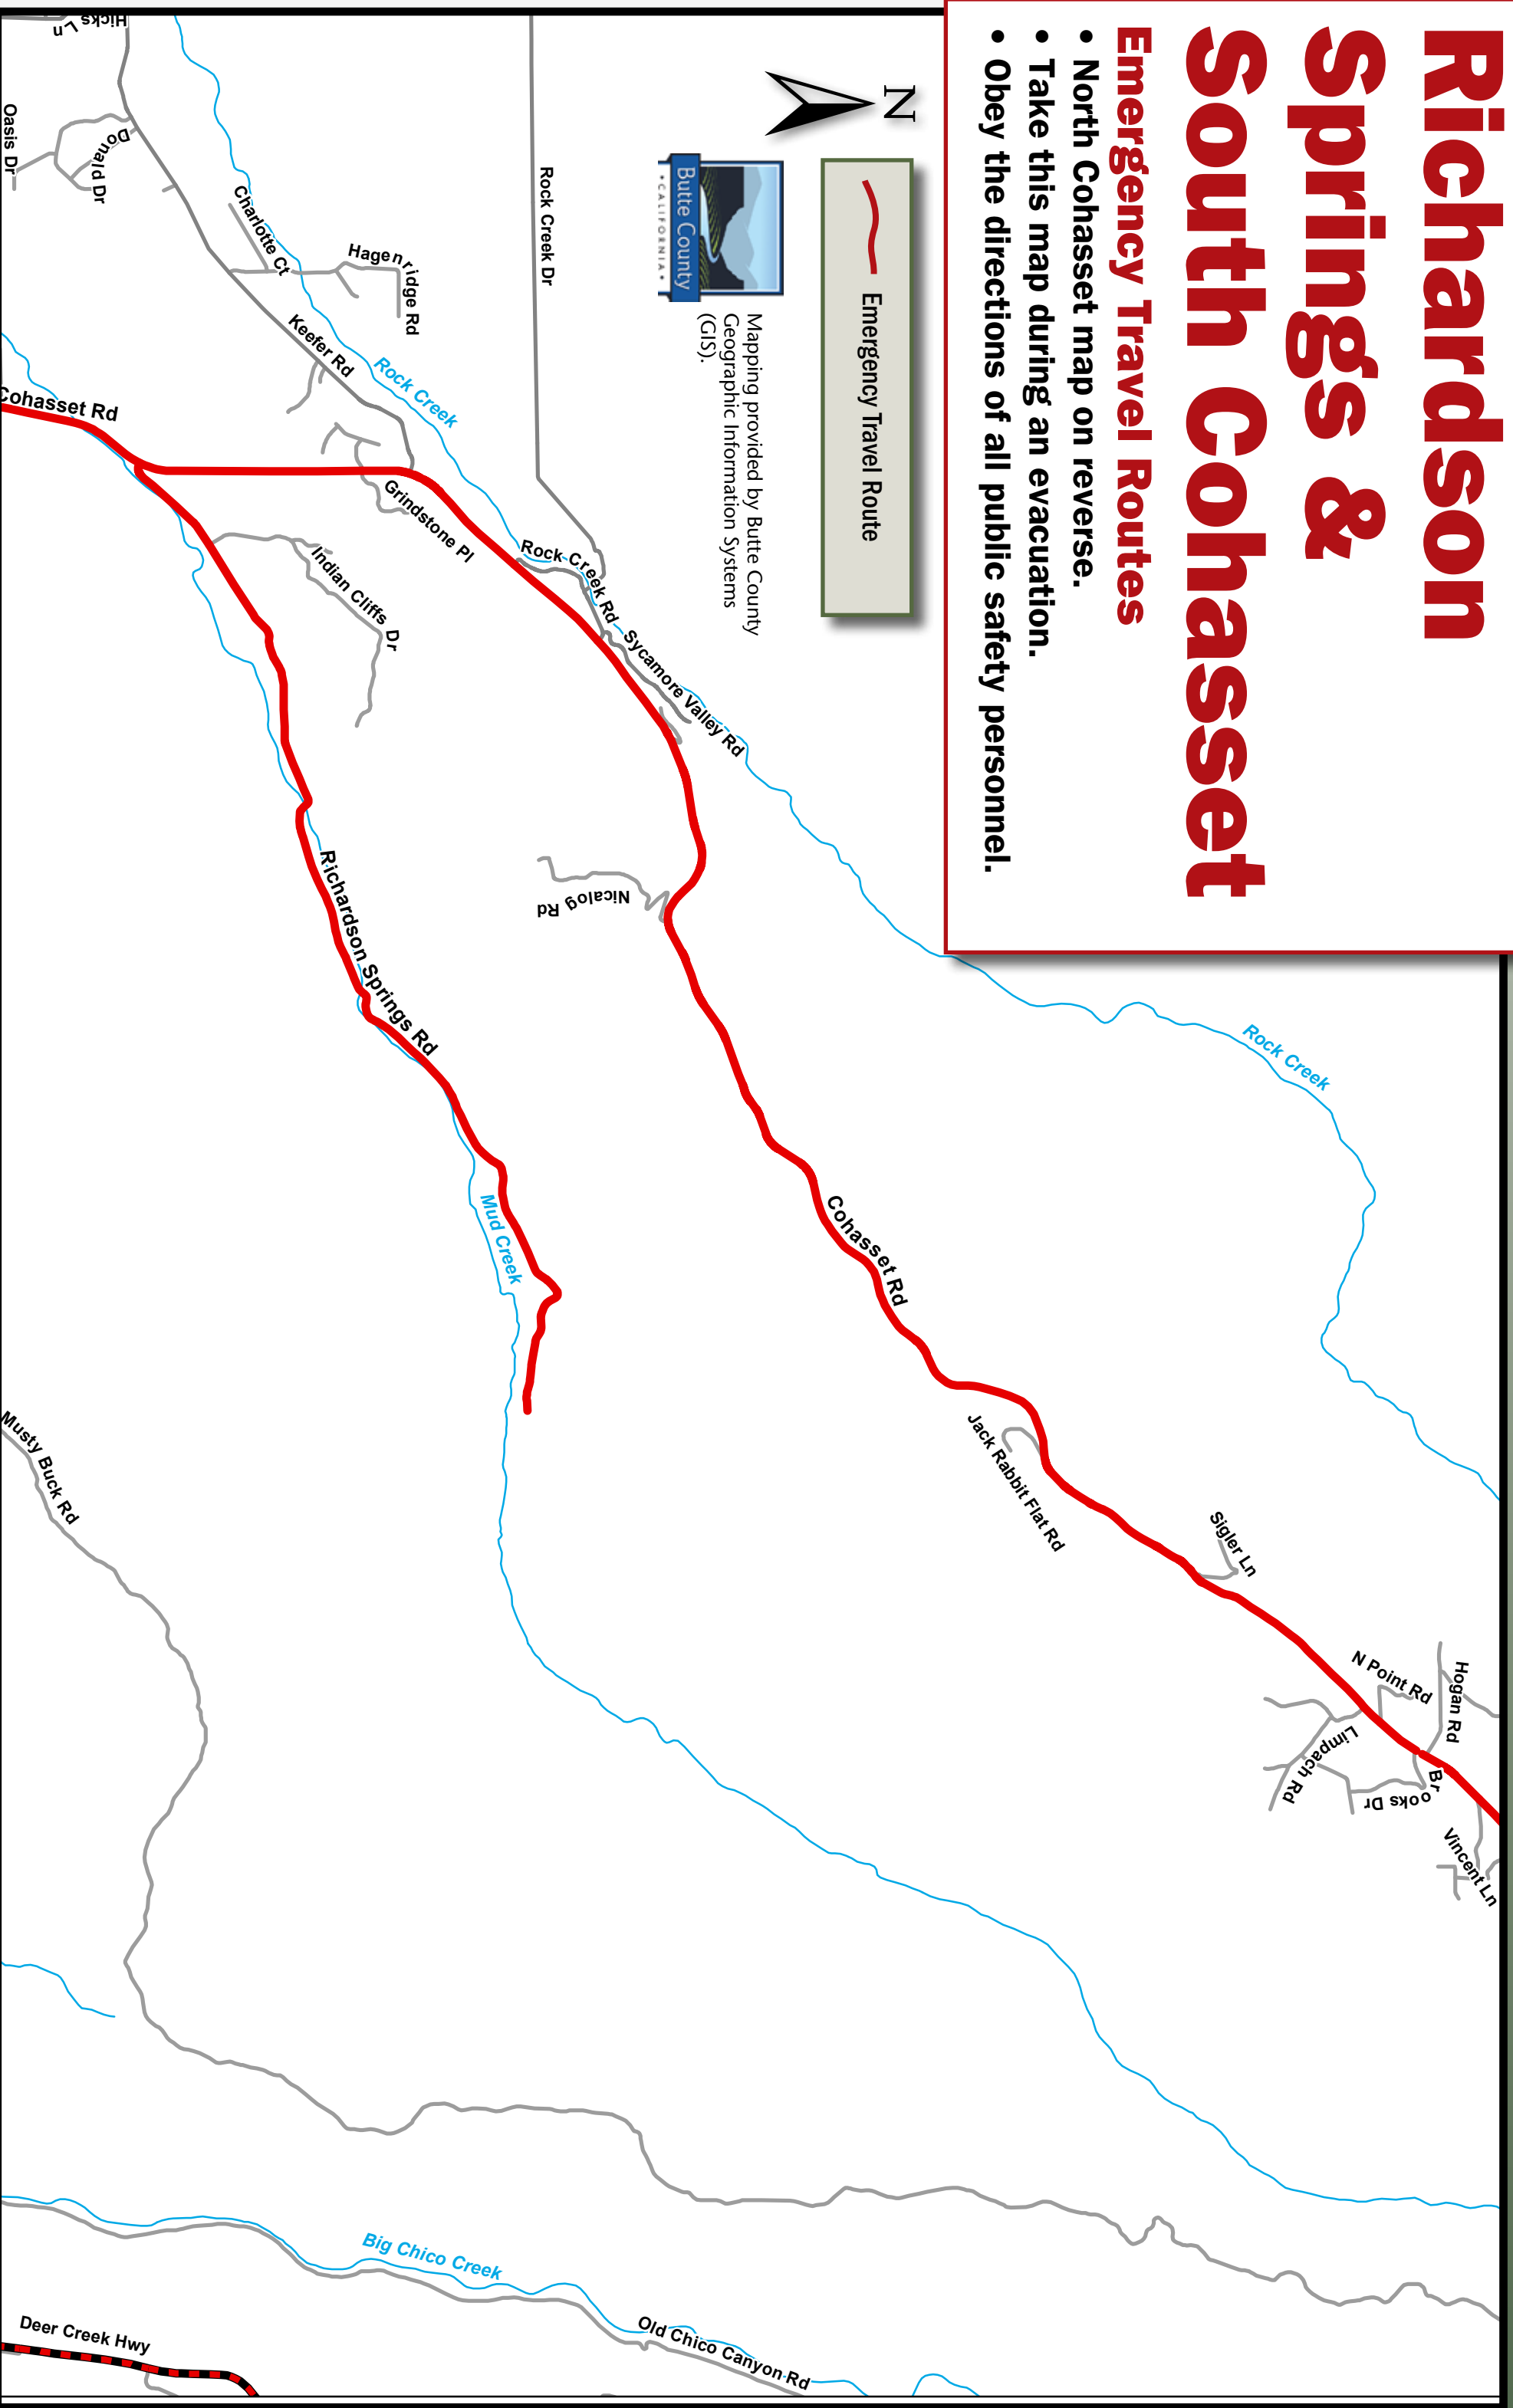 Richardson
Springs &
South Cohasset
Emergency Travel Routes
• North Cohasset map on reverse.
• Take this map during an evacuation.
• Obey the directions of all public safety personnel.
N
Emergency Travel Route
Butte County
• CALIFORNIA •
Mapping provided by Butte County
Geographic Information Systems
(GIS).
Rock Creek
Hogan Rd
Vincent Ln
Brooks Dr
N Point Rd
Limpach Rd
Sigler Ln
Jack Rabbit Flat Rd
Cohasset Rd
Sycamore Valley Rd
Rock Creek Dr
Rock Creek Rd
Nicalog Rd
Mud Creek
Old Chico Canyon Rd
Rock Creek
Hagenridge Rd
Grindstone Pl
Keefer Rd
Indian Cliffs Dr
Richardson Springs Rd
Big Chico Creek
Charlotte Ct
Hicks Ln
Donald Dr
Oasis Dr
Cohasset Rd
Musty Buck Rd
Deer Creek Hwy